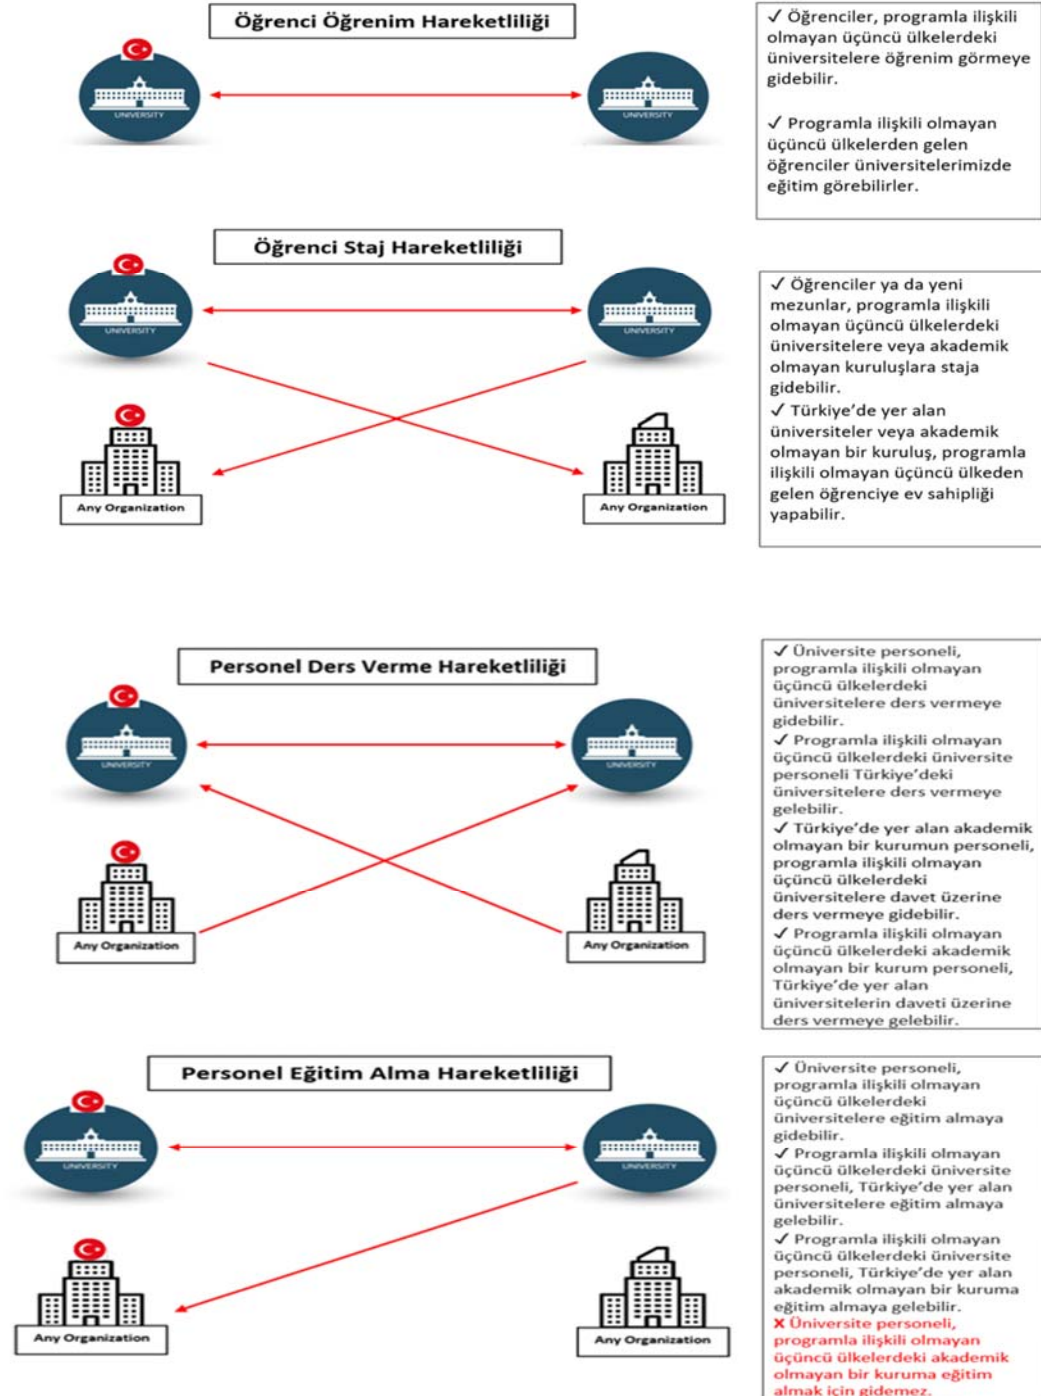 Öğrenci Öğrenim Hareketliliği
UNIVERSITY
✓ Öğrenciler, programla ilişkili
olmayan üçüncü ülkelerdeki
üniversitelere öğrenim görmeye
gidebilir.
✓ Programla ilişkili olmayan
üçüncü ülkelerden gelen
öğrenciler üniversitelerimizde
eğitim görebilirler.
UNIVERSITY
Öğrenci Staj Hareketliliği
UNIVERSITY
UNIVERSITY
Any Organization
Any Organization
✓ Öğrenciler ya da yeni
mezunlar, programla ilişkili
olmayan üçüncü ülkelerdeki
üniversitelere veya akademik
olmayan kuruluşlara staja
gidebilir.
✓ Türkiye'de yer alan
üniversiteler veya akademik
olmayan bir kuruluş, programla
ilişkili olmayan üçüncü ülkeden
gelen öğrenciye ev sahipliği
yapabilir.
Personel Ders Verme Hareketliliği
UNIVERSITY
UNIVERSITY
Any Organization
Any Organization
✓ Üniversite personeli,
programla ilişkili olmayan
üçüncü ülkelerdeki
üniversitelere ders vermeye
gidebilir.
✓ Programla ilişkili olmayan
üçüncü ülkelerdeki üniversite
personeli Türkiye'deki
üniversitelere ders vermeye
gelebilir.
✓ Türkiye'de yer alan akademik
olmayan bir kurumun personeli,
programla ilişkili olmayan
üçüncü ülkelerdeki
üniversitelere davet üzerine
ders vermeye gidebilir.
✓ Programla ilişkili olmayan
üçüncü ülkelerdeki akademik
olmayan bir kurum personeli,
Türkiye'de yer alan
üniversitelerin daveti üzerine
ders vermeye gelebilir.
Personel Eğitim Alma Hareketliliği
UNIVERSITY
UNIVERSITY
Any Organization
Any Organization
✓ Üniversite personeli,
programla ilişkili olmayan
üçüncü ülkelerdeki
üniversitelere eğitim almaya
gidebilir.
✓ Programla ilişkili olmayan
üçüncü ülkelerdeki üniversite
personeli, Türkiye'de yer alan
üniversitelere eğitim almaya
gelebilir.
✓ Programla ilişkili olmayan
üçüncü ülkelerdeki üniversite
personeli, Türkiye'de yer alan
akademik olmayan bir kuruma
eğitim almaya gelebilir.
X Üniversite personeli,
programla ilişkili olmayan
üçüncü ülkelerdeki akademik
olmayan bir kuruma eğitim
almak için gidemez.